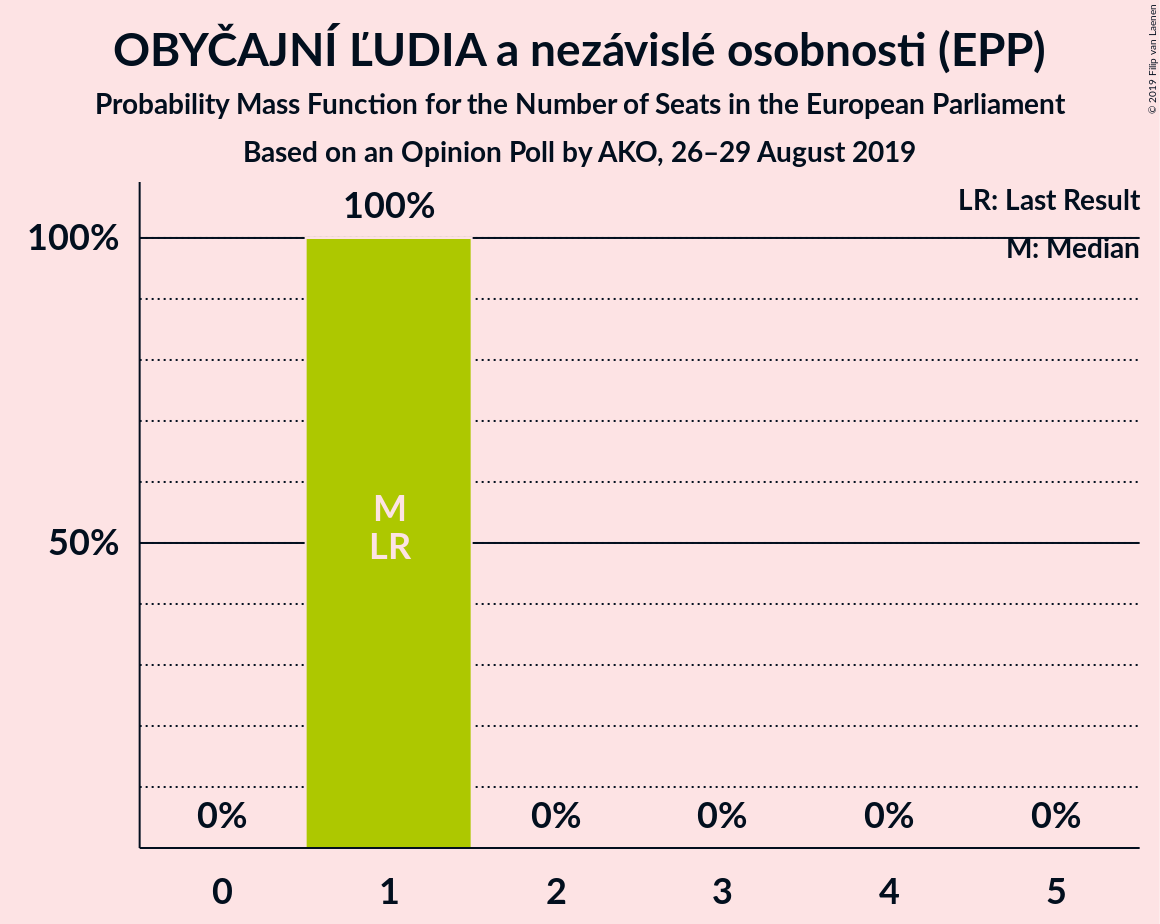 OBYČAJNÍ ĽUDIA a nezávislé osobnosti (EPP)
Probability Mass Function for the Number of Seats in the European Parliament
Based on an Opinion Poll by AKO, 26–29 August 2019
© 2019 Filip van Laenen
LR: Last Result
M: Median
100%
100%
50%
M
LR
0%
0%
0%
0%
0%
0
1
2
3
4
5